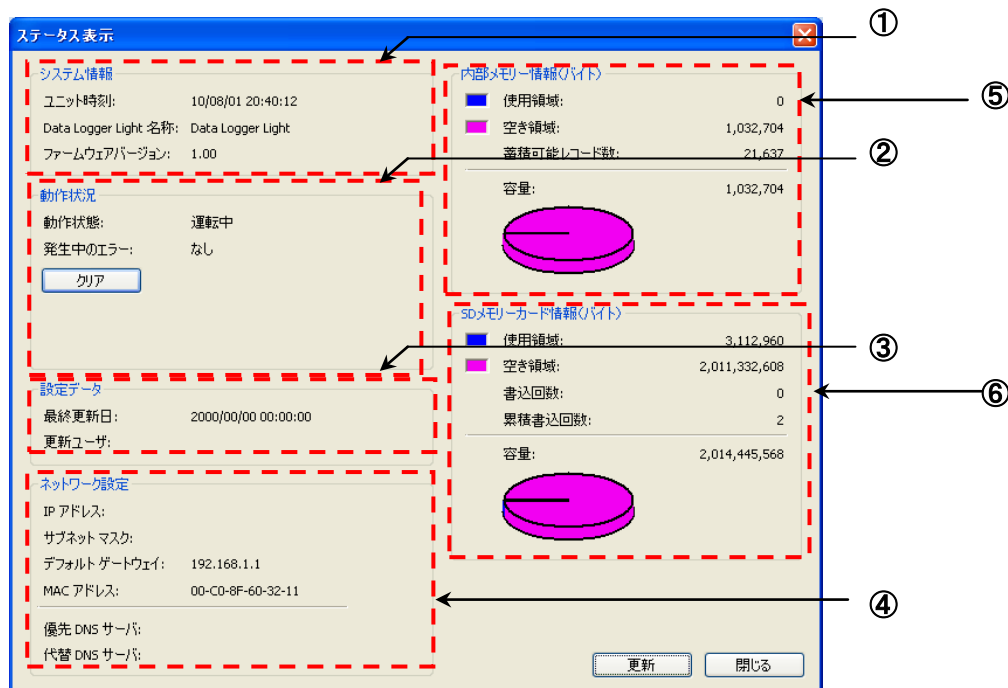 ステータス表示
①
システム情報
ユニット時刻: 10/08/01 20:40:12
Data Logger Light 名称: Data Logger Light
ファームウェアバージョン: 1.00
②
動作状況
動作状態: 運転中
発生中のエラー: なし
クリア
③
設定データ
最終更新日: 2000/00/00 00:00:00
更新ユーザ:
ネットワーク設定
IP アドレス:
サブネット マスク:
デフォルト ゲートウェイ: 192.168.1.1
MAC アドレス: 00-C0-8F-60-32-11
④
優先 DNS サーバ:
代替 DNS サーバ:
内部メモリー情報(バイト)
⑤
使用領域: 0
空き領域: 1,032,704
蓄積可能レコード数: 21,637
容量: 1,032,704
SDメモリーカード情報(バイト)
使用領域: 3,112,960
空き領域: 2,011,332,608
⑥
書込回数: 0
累積書込回数: 2
容量: 2,014,445,568
更新
閉じる